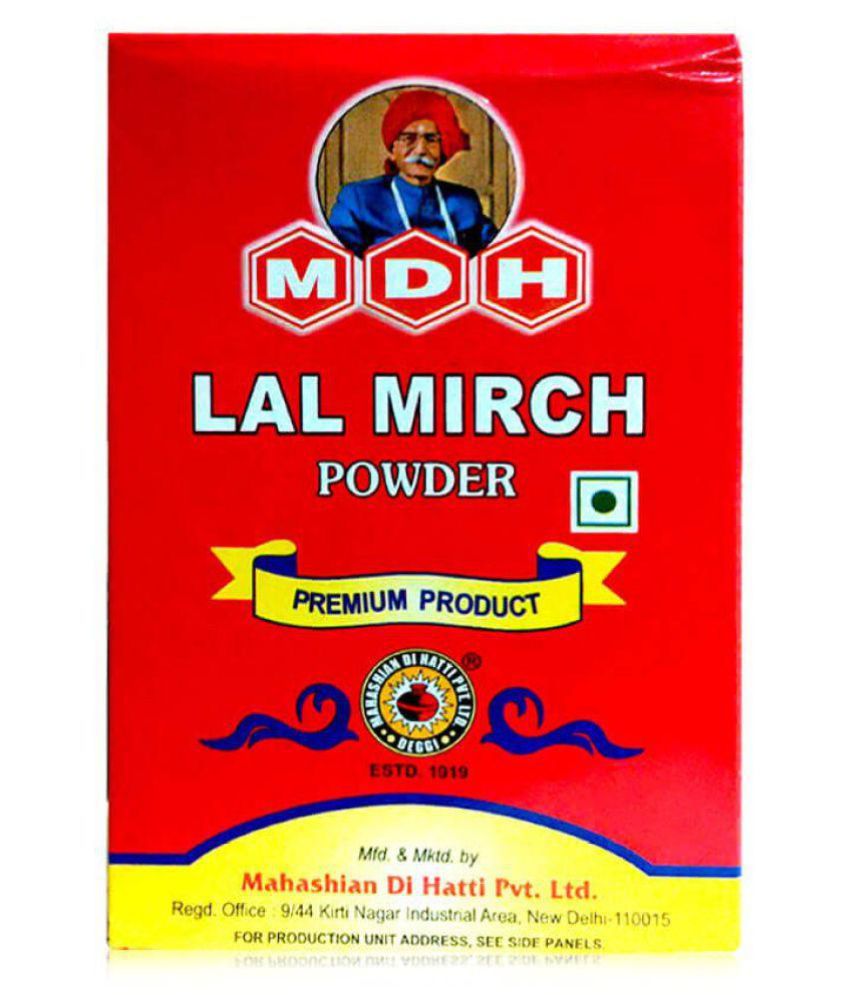 MDH
LAL MIRCH
POWDER
PREMIUM PRODUCT
MAHASHIAN DI HATTI PVT. LTD. ®
DEGGI
ESTD. 1919
Mfd. & Mktd. by
Mahashian Di Hatti Pvt. Ltd.
Regd. Office : 9/44 Kirti Nagar Industrial Area, New Delhi-110015
FOR PRODUCTION UNIT ADDRESS, SEE SIDE PANELS.